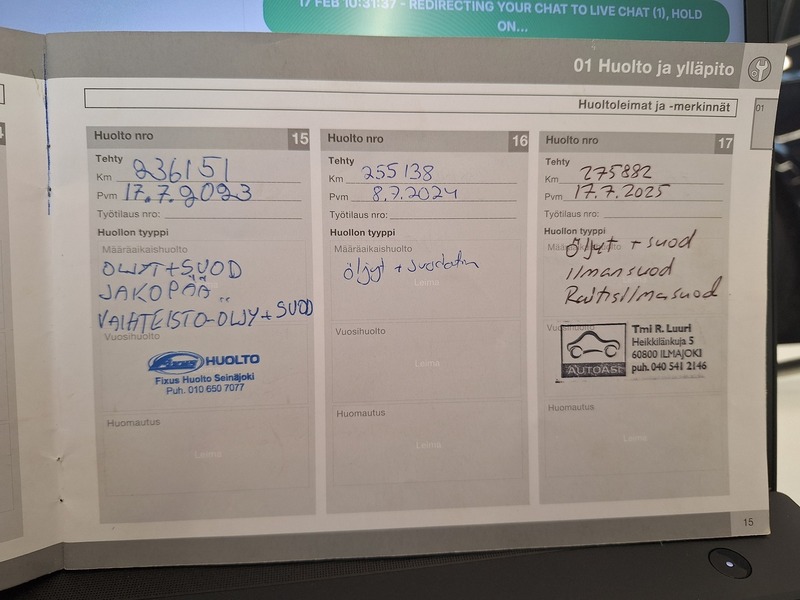 17 FEB 10:31:37 - REDIRECTING YOUR CHAT TO LIVE CHAT (1), HOLD
ON...
01 Huolto ja ylläpito
01
Huoltoleimat ja -merkinnät
Huolto nro 15
Tehty
Km 236151
Pvm 17.7.2023
Työtilaus nro:
Huollon tyyppi
Määräaikaishuolto
ÖLJYT+SUOD
JAKOPÄÄ
VAIHTEISTO-ÖLJY+SUOD
Vuosihuolto
Fixus HUOLTO
Fixus Huolto Seinäjoki
Puh. 010 650 7077
Huomautus
Leima
Huolto nro 16
Tehty
Km 255138
Pvm 8.7.2024
Työtilaus nro:
Huollon tyyppi
Määräaikaishuolto
öljyt + suodatin
Leima
Vuosihuolto
Leima
Huomautus
Leima
Huolto nro 17
Tehty
Km 275882
Pvm 17.7.2025
Työtilaus nro:
Huollon tyyppi
Määräaikaishuolto
öljyt + suod
ilmansuod
Raitisilmasuod
Vuosihuolto
AUTOASI
Tmi R. Luuri
Heikkilänkuja 5
60800 ILMAJOKI
puh. 040 541 2146
Huomautus
Leima
15